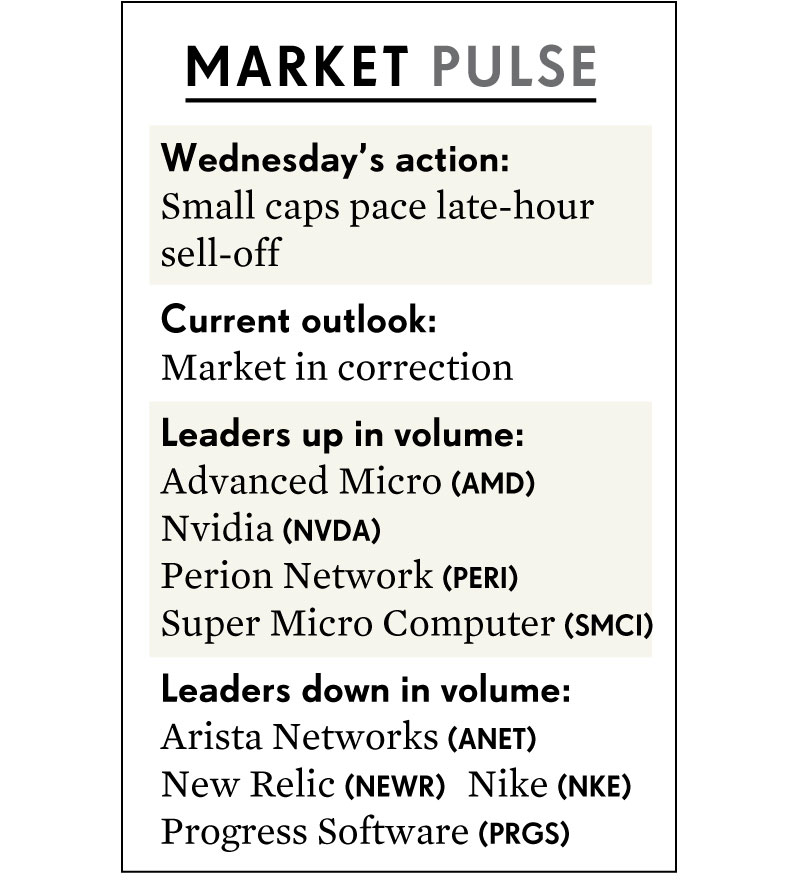 MARKET PULSE
Wednesday’s action:
Small caps pace late-hour
sell-off
Current outlook:
Market in correction
Leaders up in volume:
Advanced Micro (AMD)
Nvidia (NVDA)
Perion Network (PERI)
Super Micro Computer (SMCI)
Leaders down in volume:
Arista Networks (ANET)
New Relic (NEWR) Nike (NKE)
Progress Software (PRGS)